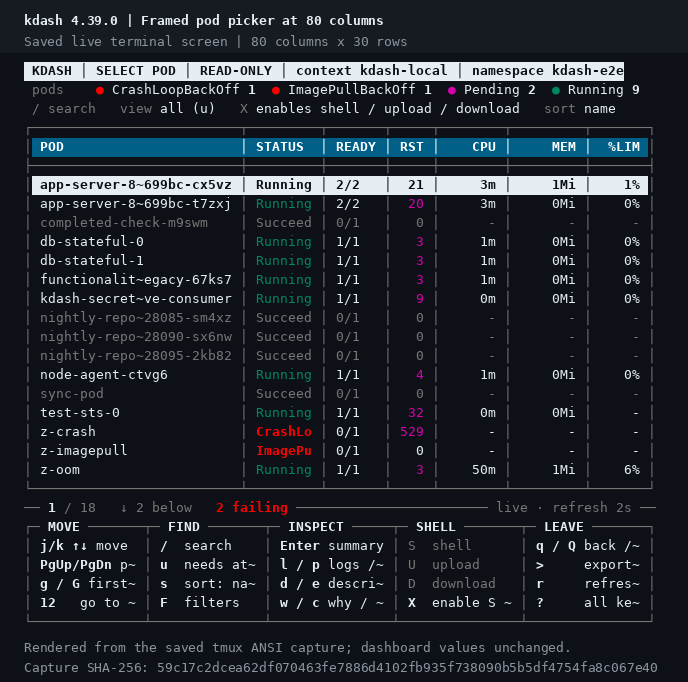 kdash 4.39.0 | Framed pod picker at 80 columns
Saved live terminal screen | 80 columns x 30 rows
KDASH │ SELECT POD │ READ-ONLY │ context kdash-local │ namespace kdash-e2e
pods ● CrashLoopBackOff 1 ● ImagePullBackOff 1 ● Pending 2 ● Running 9
/ search view all (u) X enables shell / upload / download sort name
POD │ STATUS │ READY │ RST │ CPU │ MEM │ %LIM
app-server-8~699bc-cx5vz │ Running │ 2/2 │ 21 │ 3m │ 1Mi │ 1%
app-server-8~699bc-t7zxj │ Running │ 2/2 │ 20 │ 3m │ 0Mi │ 0%
completed-check-m9swm │ Succeed │ 0/1 │ 0 │ - │ - │ -
db-stateful-0 │ Running │ 1/1 │ 3 │ 1m │ 0Mi │ 0%
db-stateful-1 │ Running │ 1/1 │ 3 │ 1m │ 0Mi │ 0%
functionalit~egacy-67ks7 │ Running │ 1/1 │ 3 │ 1m │ 0Mi │ 0%
kdash-secret~ve-consumer │ Running │ 1/1 │ 9 │ 0m │ 0Mi │ 0%
nightly-repo~28085-sm4xz │ Succeed │ 0/1 │ 0 │ - │ - │ -
nightly-repo~28090-sx6nw │ Succeed │ 0/1 │ 0 │ - │ - │ -
nightly-repo~28095-2kb82 │ Succeed │ 0/1 │ 0 │ - │ - │ -
node-agent-ctvg6 │ Running │ 1/1 │ 4 │ 1m │ 0Mi │ 0%
sync-pod │ Succeed │ 0/1 │ 0 │ - │ - │ -
test-sts-0 │ Running │ 1/1 │ 32 │ 0m │ 0Mi │ -
z-crash │ CrashLo │ 0/1 │ 529 │ - │ - │ -
z-imagepull │ ImagePu │ 0/1 │ 0 │ - │ - │ -
z-oom │ Running │ 1/1 │ 3 │ 50m │ 1Mi │ 6%
1 / 18 ↓ 2 below 2 failing live · refresh 2s
MOVE FIND INSPECT SHELL LEAVE
j/k ↑↓ move │ / search │ Enter summary │ S shell │ q / Q back /~
PgUp/PgDn p~ │ u needs at~ │ l / p logs /~ │ U upload │ > export~
g / G first~ │ s sort: na~ │ d / e descri~ │ D download │ r refres~
12 go to ~ │ F filters │ w / c why / ~ │ X enable S ~ │ ? all ke~
Rendered from the saved tmux ANSI capture; dashboard values unchanged.
Capture SHA-256: 59c17c2dcea62df070463fe7886d4102fb935f738090b5b5df4754fa8c067e40